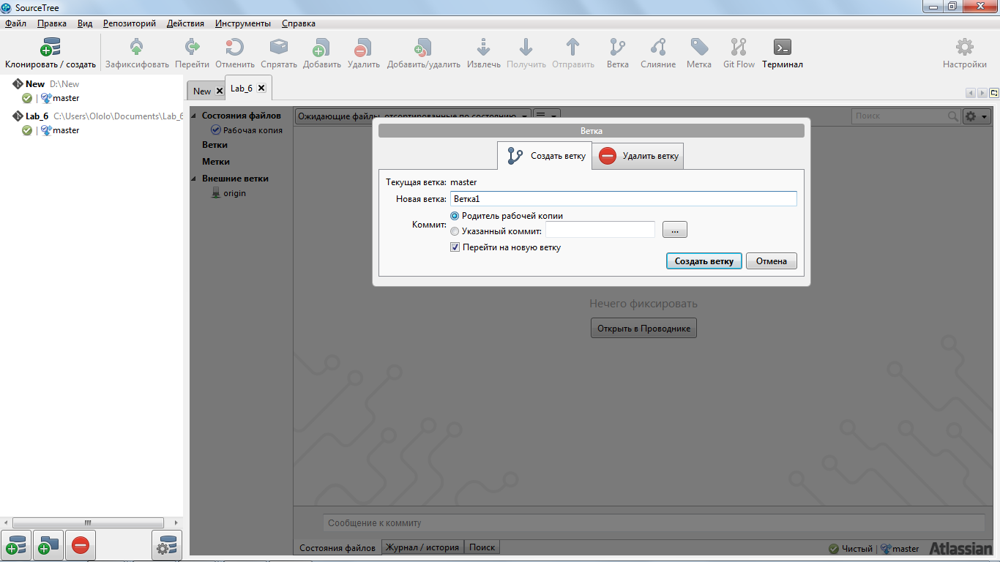 SourceTree
Файл Правка Вид Репозиторий Действия Инструменты Справка
Клонировать / создать Зафиксировать Перейти Отменить Спрятать Добавить Удалить Добавить/удалить Извлечь Получить Отправить Ветка Слияние Метка Git Flow Терминал Настройки
New D:\New
master
Lab_6 C:\Users\Ololo\Documents\Lab_6
master
New Lab_6
Состояния файлов
Рабочая копия
Ветки
Метки
Внешние ветки
origin
Ожидающие файлы, отсортированные по состоянию Поиск
Ветка
Создать ветку Удалить ветку
Текущая ветка: master
Новая ветка: Ветка1
Коммит: Родитель рабочей копии
Указанный коммит: ...
Перейти на новую ветку
Создать ветку Отмена
Нечего фиксировать
Открыть в Проводнике
Сообщение к коммиту
Состояния файлов Журнал / история Поиск Чистый master Atlassian